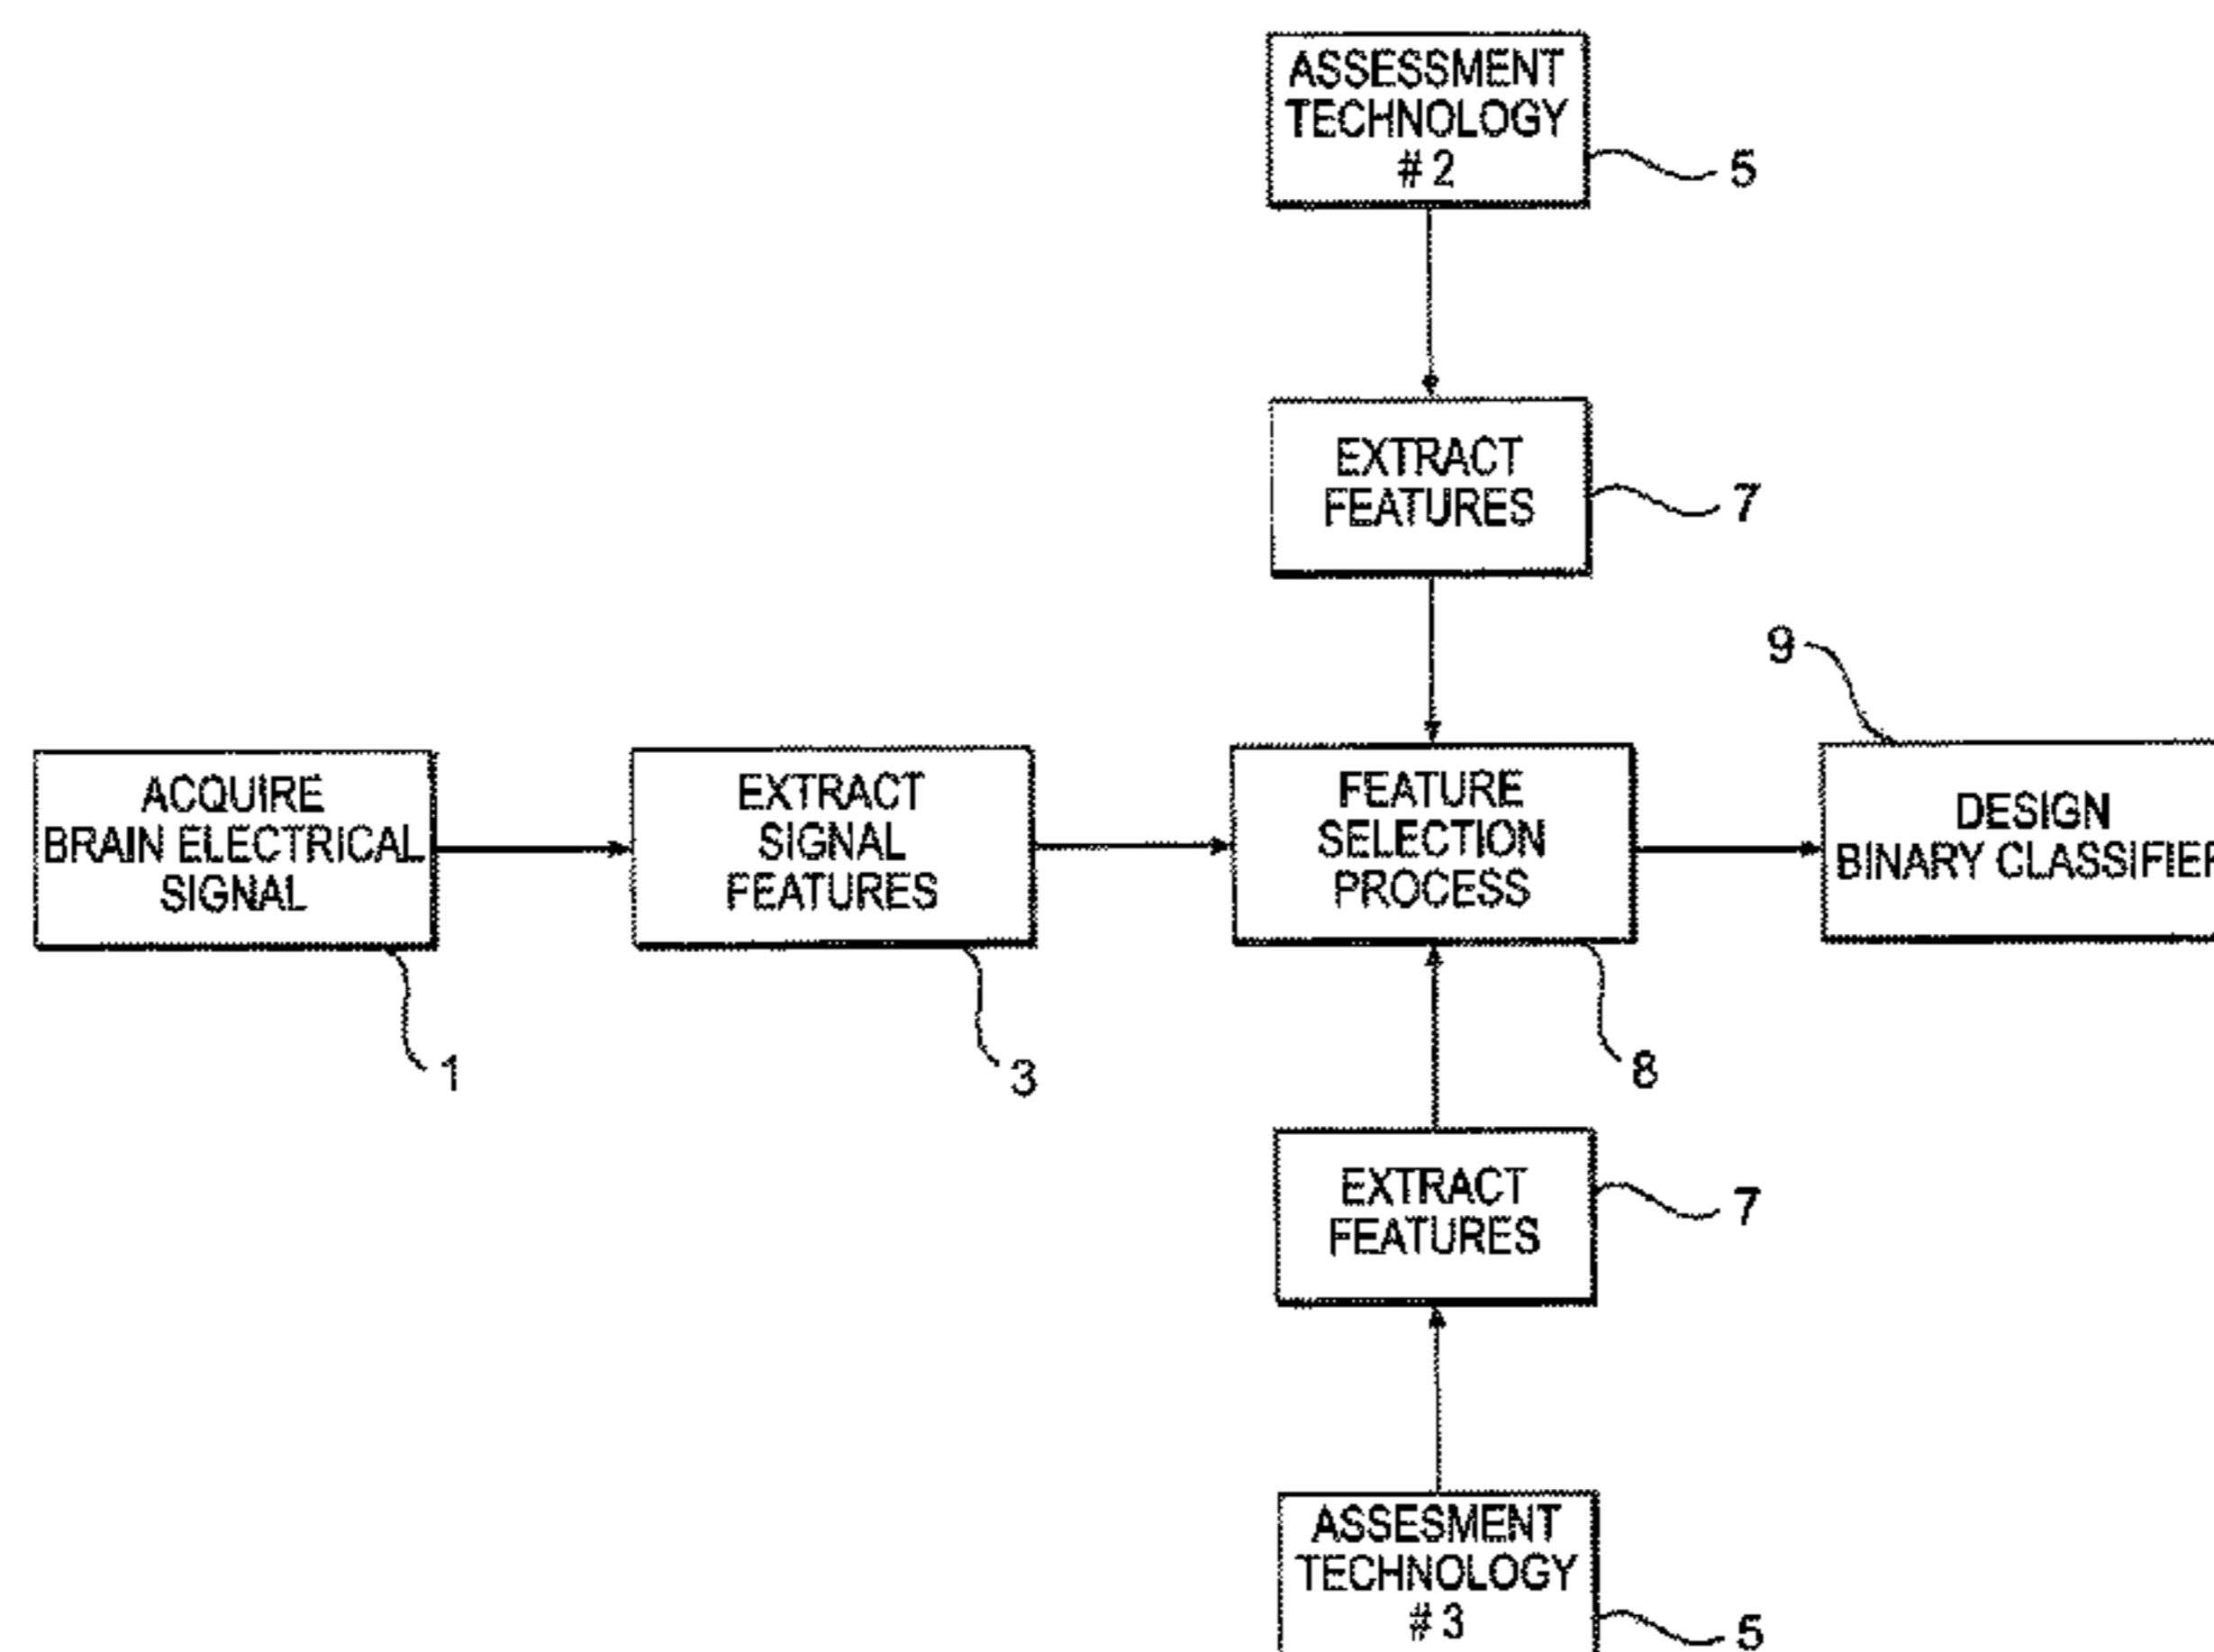 ASSESSMENT
TECHNOLOGY
# 2
5
EXTRACT
FEATURES
7
9
ACQUIRE
BRAIN ELECTRICAL
SIGNAL
1
EXTRACT
SIGNAL
FEATURES
3
FEATURE
SELECTION
PROCESS
8
DESIGN
BINARY CLASSIFIER
EXTRACT
FEATURES
7
ASSESMENT
TECHNOLOGY
# 3
5